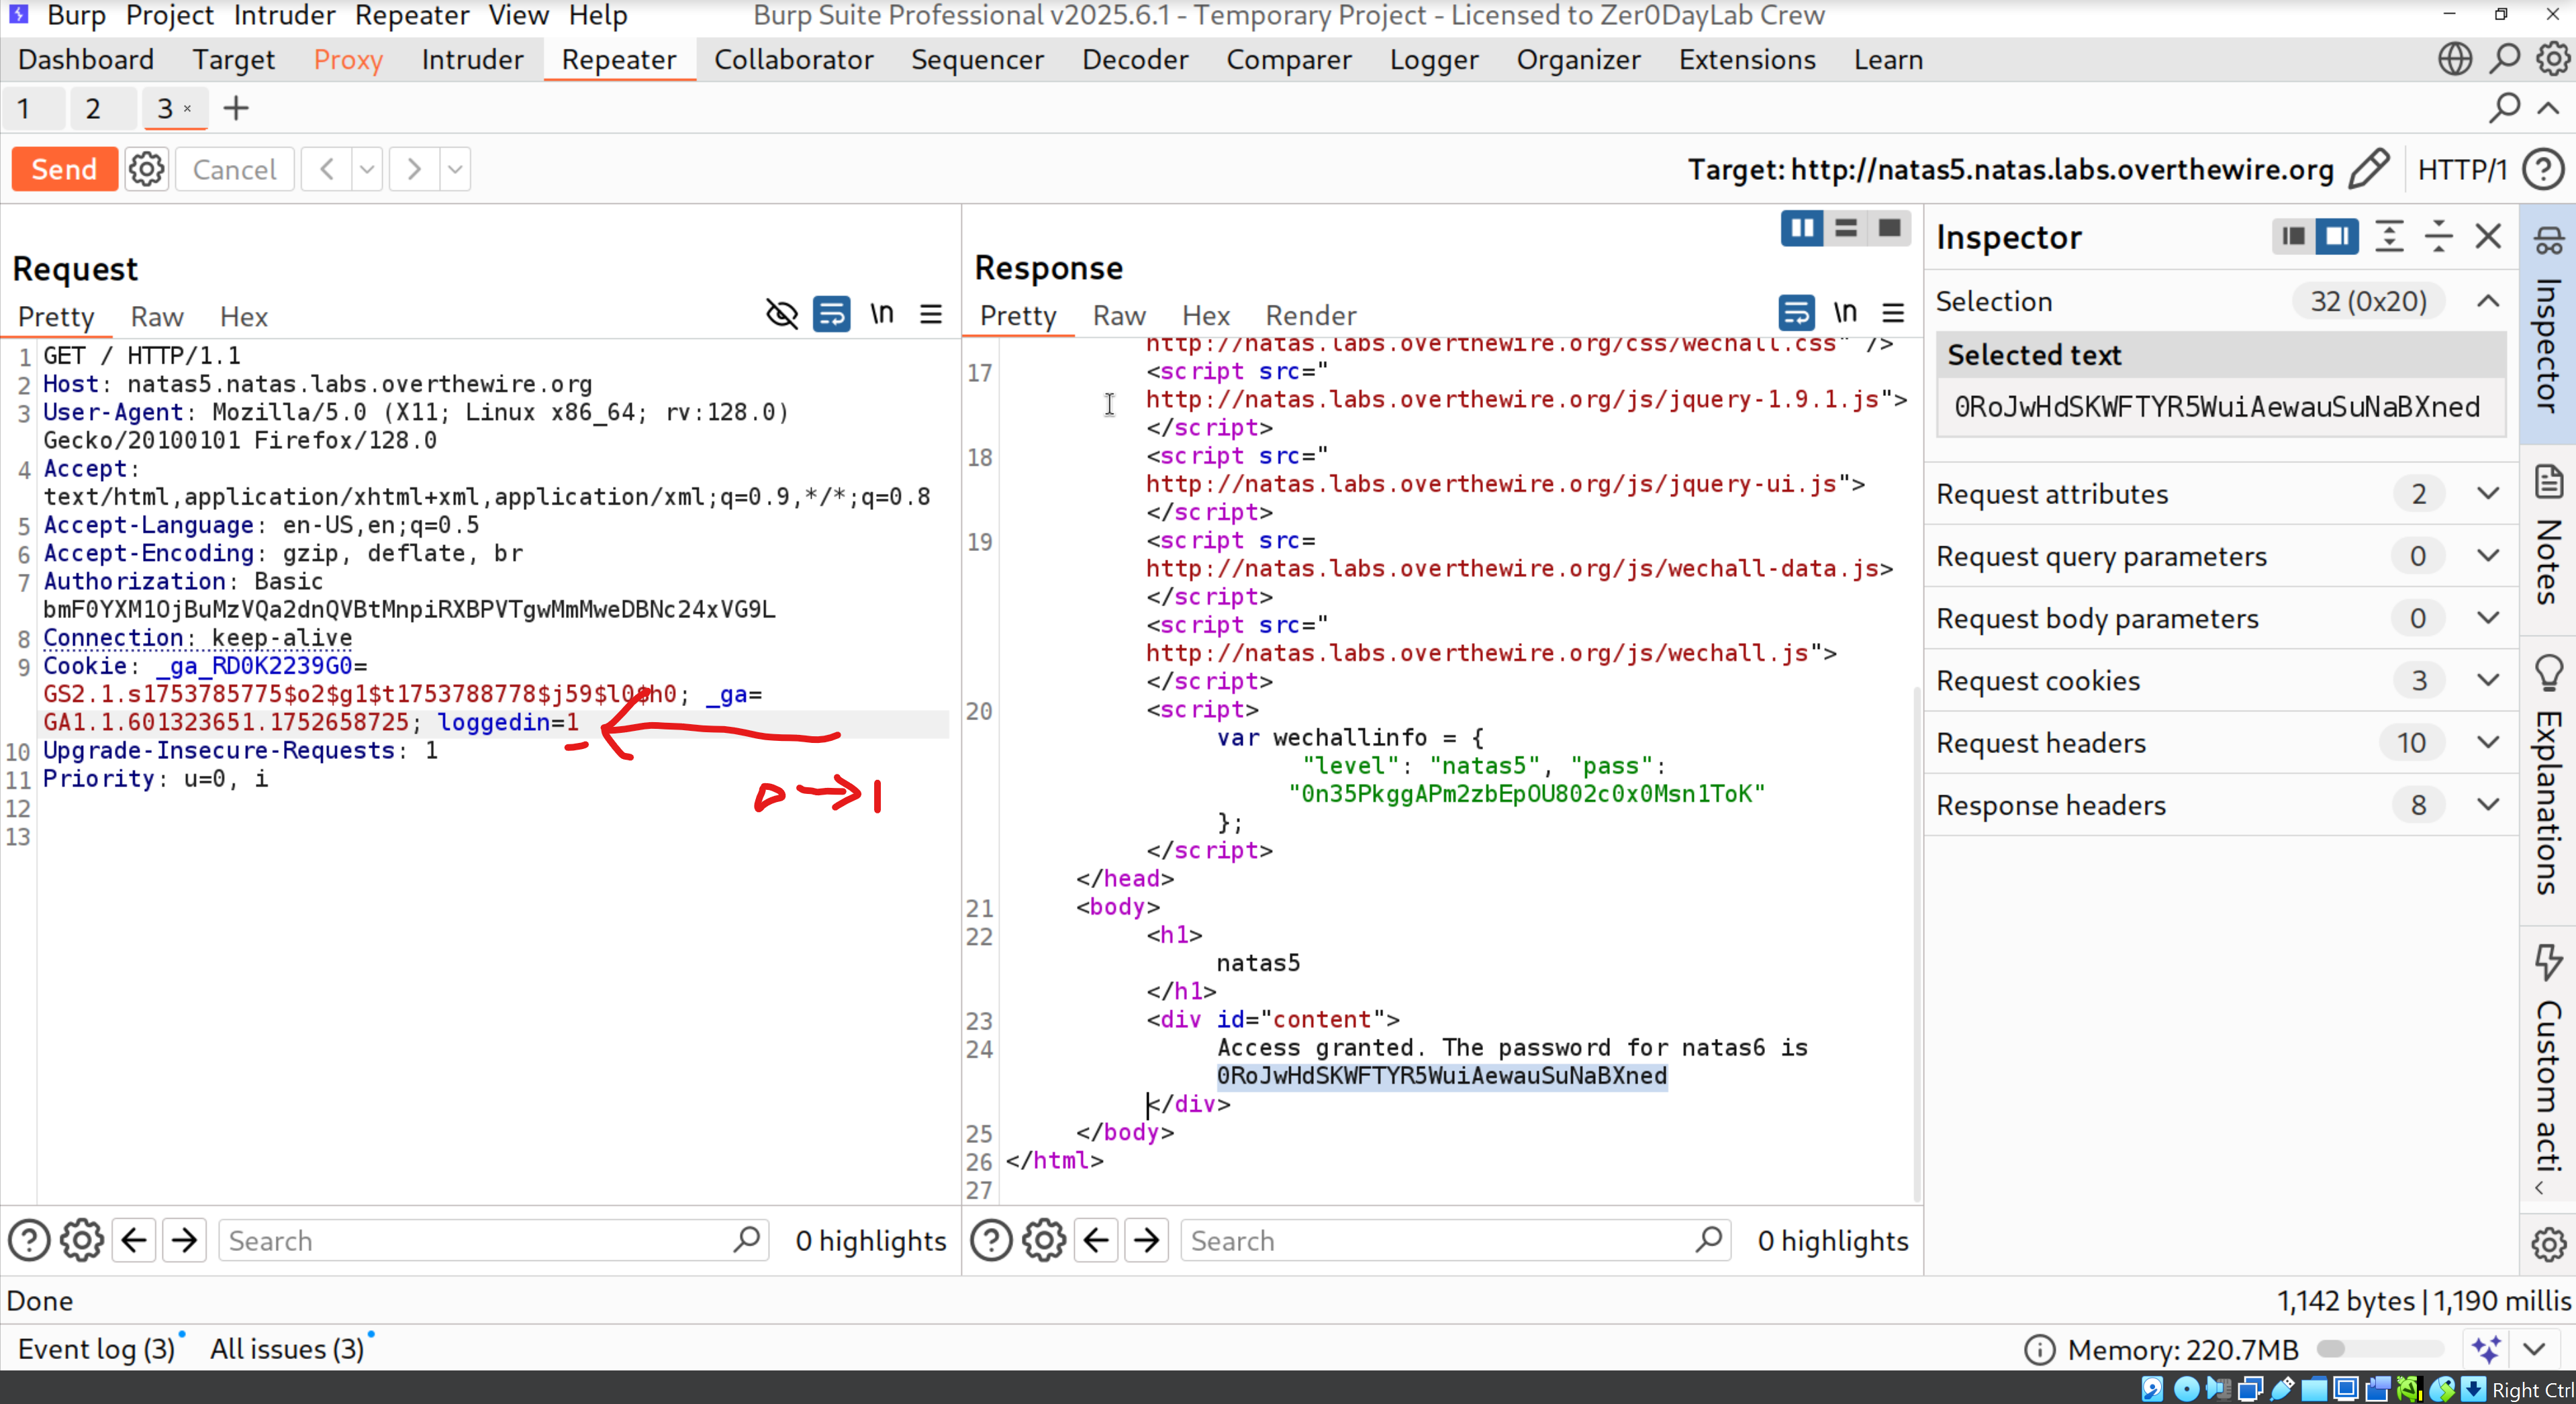 Burp Project Intruder Repeater View Help
Burp Suite Professional v2025.6.1 - Temporary Project - Licensed to Zer0DayLab Crew
Dashboard Target Proxy Intruder Repeater Collaborator Sequencer Decoder Comparer Logger Organizer Extensions Learn
1 2 3 × +
Send Cancel < >
Target: http://natas5.natas.labs.overthewire.org HTTP/1 ?
Request
Pretty Raw Hex \n
1 GET / HTTP/1.1
2 Host: natas5.natas.labs.overthewire.org
3 User-Agent: Mozilla/5.0 (X11; Linux x86_64; rv:128.0)
Gecko/20100101 Firefox/128.0
4 Accept:
text/html,application/xhtml+xml,application/xml;q=0.9,*/*;q=0.8
5 Accept-Language: en-US,en;q=0.5
6 Accept-Encoding: gzip, deflate, br
7 Authorization: Basic
bmF0YXM1OjBuMzVQa2dnQVBtMnpiRXBPVTgwMmMweDBNc24xVG9L
8 Connection: keep-alive
9 Cookie: _ga_RD0K2239G0=
GS2.1.s1753785775$o2$g1$t1753788778$j59$l0$h0; _ga=
GA1.1.601323651.1752658725; loggedin=1
10 Upgrade-Insecure-Requests: 1
11 Priority: u=0, i
12
13
0 → 1
Search 0 highlights
Response
Pretty Raw Hex Render \n
http://natas.labs.overthewire.org/css/wechall.css" />
17 <script src="
http://natas.labs.overthewire.org/js/jquery-1.9.1.js">
</script>
18 <script src="
http://natas.labs.overthewire.org/js/jquery-ui.js">
</script>
19 <script src=
http://natas.labs.overthewire.org/js/wechall-data.js>
</script>
<script src="
http://natas.labs.overthewire.org/js/wechall.js">
</script>
20 <script>
var wechallinfo = {
"level": "natas5", "pass":
"0n35PkggAPm2zbEpOU802c0x0Msn1ToK"
};
</script>
</head>
21 <body>
22 <h1>
natas5
</h1>
23 <div id="content">
24 Access granted. The password for natas6 is
0RoJwHdSKWFTYR5WuiAewauSuNaBXned
</div>
25 </body>
26 </html>
27
Search 0 highlights
Inspector
Selection 32 (0x20)
Selected text
0RoJwHdSKWFTYR5WuiAewauSuNaBXned
Request attributes 2
Request query parameters 0
Request body parameters 0
Request cookies 3
Request headers 10
Response headers 8
Inspector
Notes
Explanations
Custom acti
Done
1,142 bytes | 1,190 millis
Event log (3) All issues (3)
Memory: 220.7MB
Right Ctrl